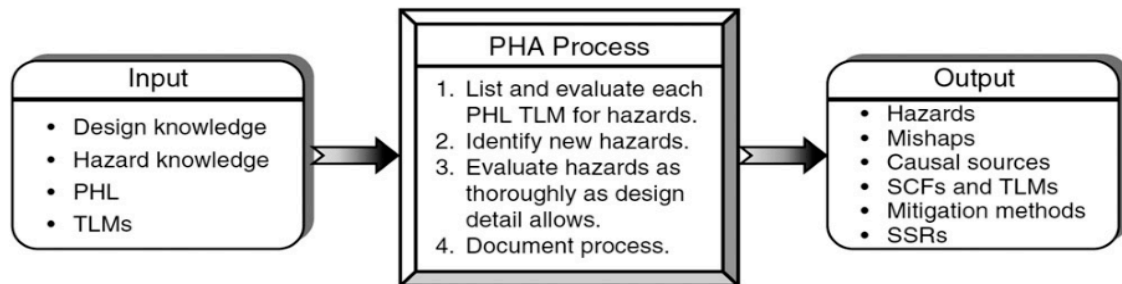 Input
• Design knowledge
• Hazard knowledge
• PHL
• TLMs
PHA Process
1. List and evaluate each
PHL TLM for hazards.
2. Identify new hazards.
3. Evaluate hazards as
thoroughly as design
detail allows.
4. Document process.
Output
• Hazards
• Mishaps
• Causal sources
• SCFs and TLMs
• Mitigation methods
• SSRs